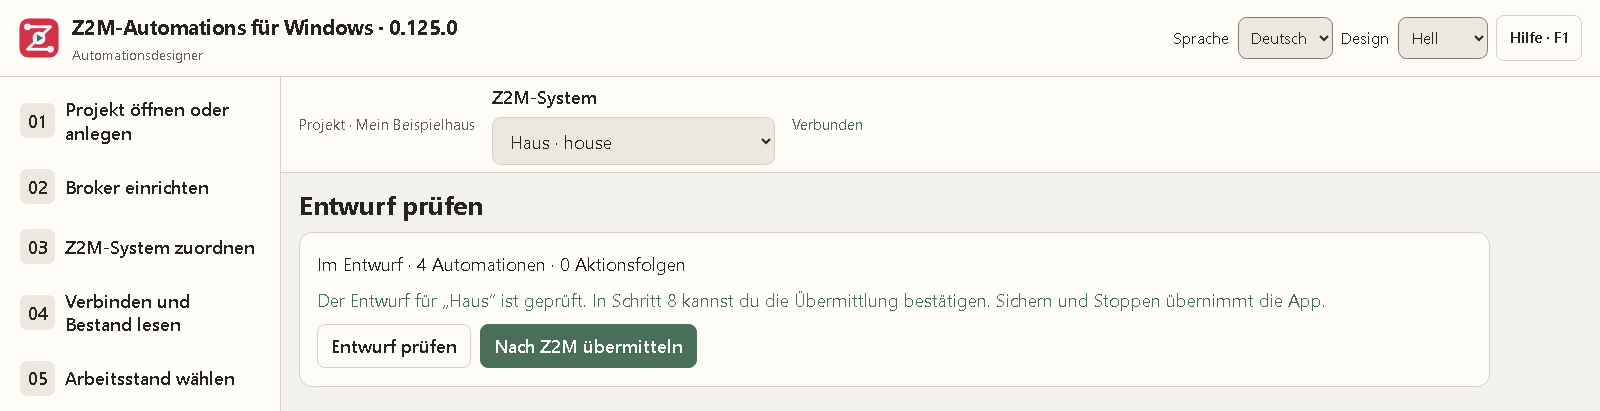 Z2M-Automations für Windows · 0.125.0
Automationsdesigner
Sprache
Deutsch
Design
Hell
Hilfe · F1
01
Projekt öffnen oder
anlegen
02
Broker einrichten
03
Z2M-System zuordnen
04
Verbinden und
Bestand lesen
05
Arbeitsstand wählen
Projekt · Mein Beispielhaus
Z2M-System
Haus · house
Verbunden
Entwurf prüfen
Im Entwurf · 4 Automationen · 0 Aktionsfolgen
Der Entwurf für „Haus“ ist geprüft. In Schritt 8 kannst du die Übermittlung bestätigen. Sichern und Stoppen übernimmt die App.
Entwurf prüfen
Nach Z2M übermitteln